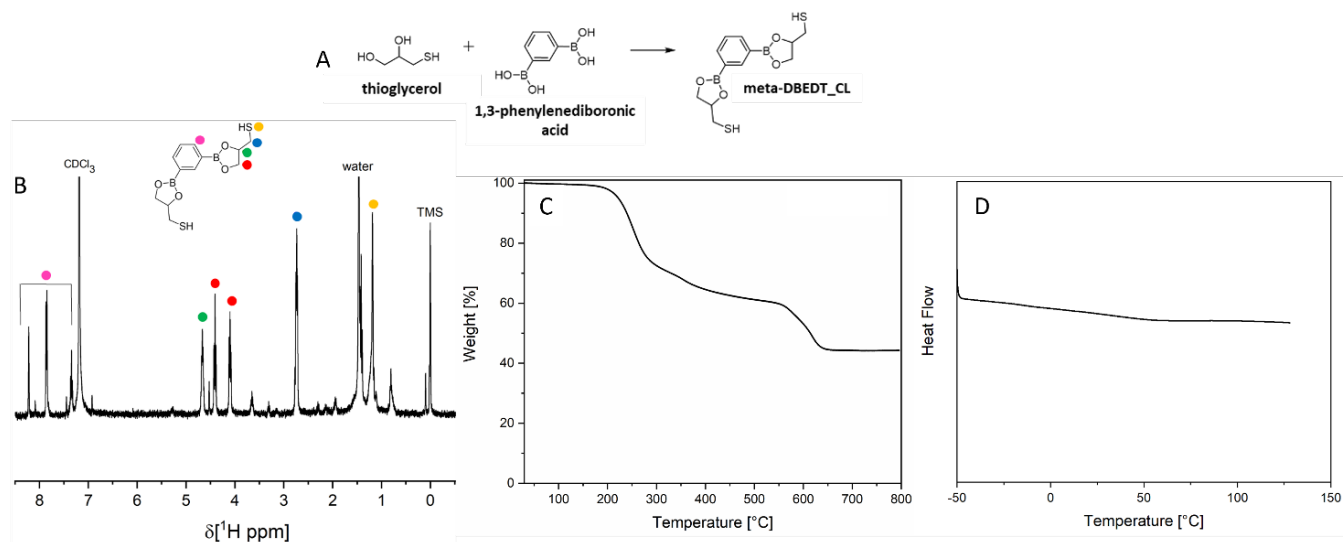 A
OH
HO
SH
thioglycerol
+
OH
B
OH
B
OH
HO
1,3-phenylenediboronic
acid
HS
O
B
O
O
B
O
SH
meta-DBEDT_CL
B
CDCl3
HS
O
B
O
O
B
O
SH
water
TMS
8 7 6 5 4 3 2 1 0
δ[1H ppm]
C
Weight [%]
100
80
60
40
20
0
100 200 300 400 500 600 700 800
Temperature [°C]
D
Heat Flow
-50 0 50 100 150
Temperature [°C]